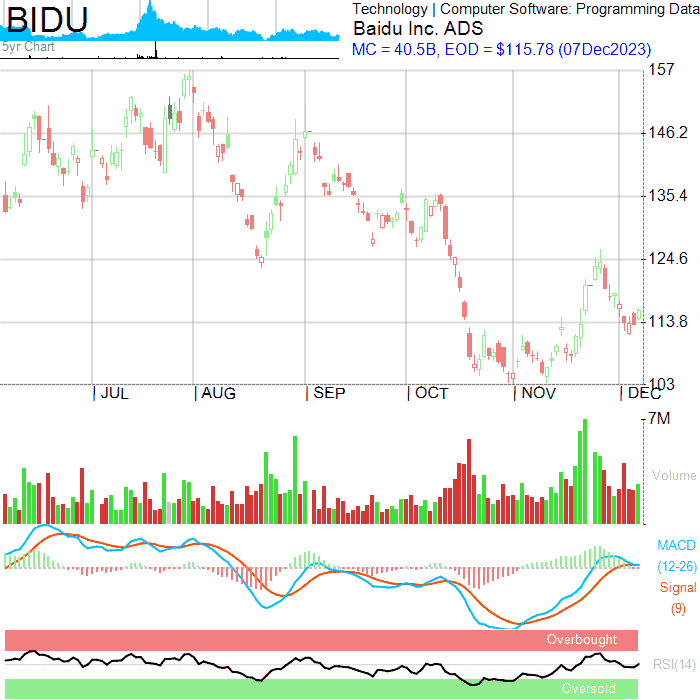 BIDU
Technology | Computer Software: Programming Data
Baidu Inc. ADS
5yr Chart
MC = 40.5B, EOD = $115.78 (07Dec2023)
157
146.2
135.4
124.6
113.8
103
JUL
AUG
SEP
OCT
NOV
DEC
7M
Volume
MACD
(12-26)
Signal
(9)
Overbought
RSI(14)
Oversold